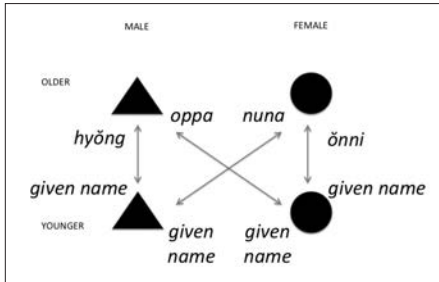 MALE FEMALE
OLDER
oppa nuna
hyŏng ŏnni
given name given name
YOUNGER
given given
name name